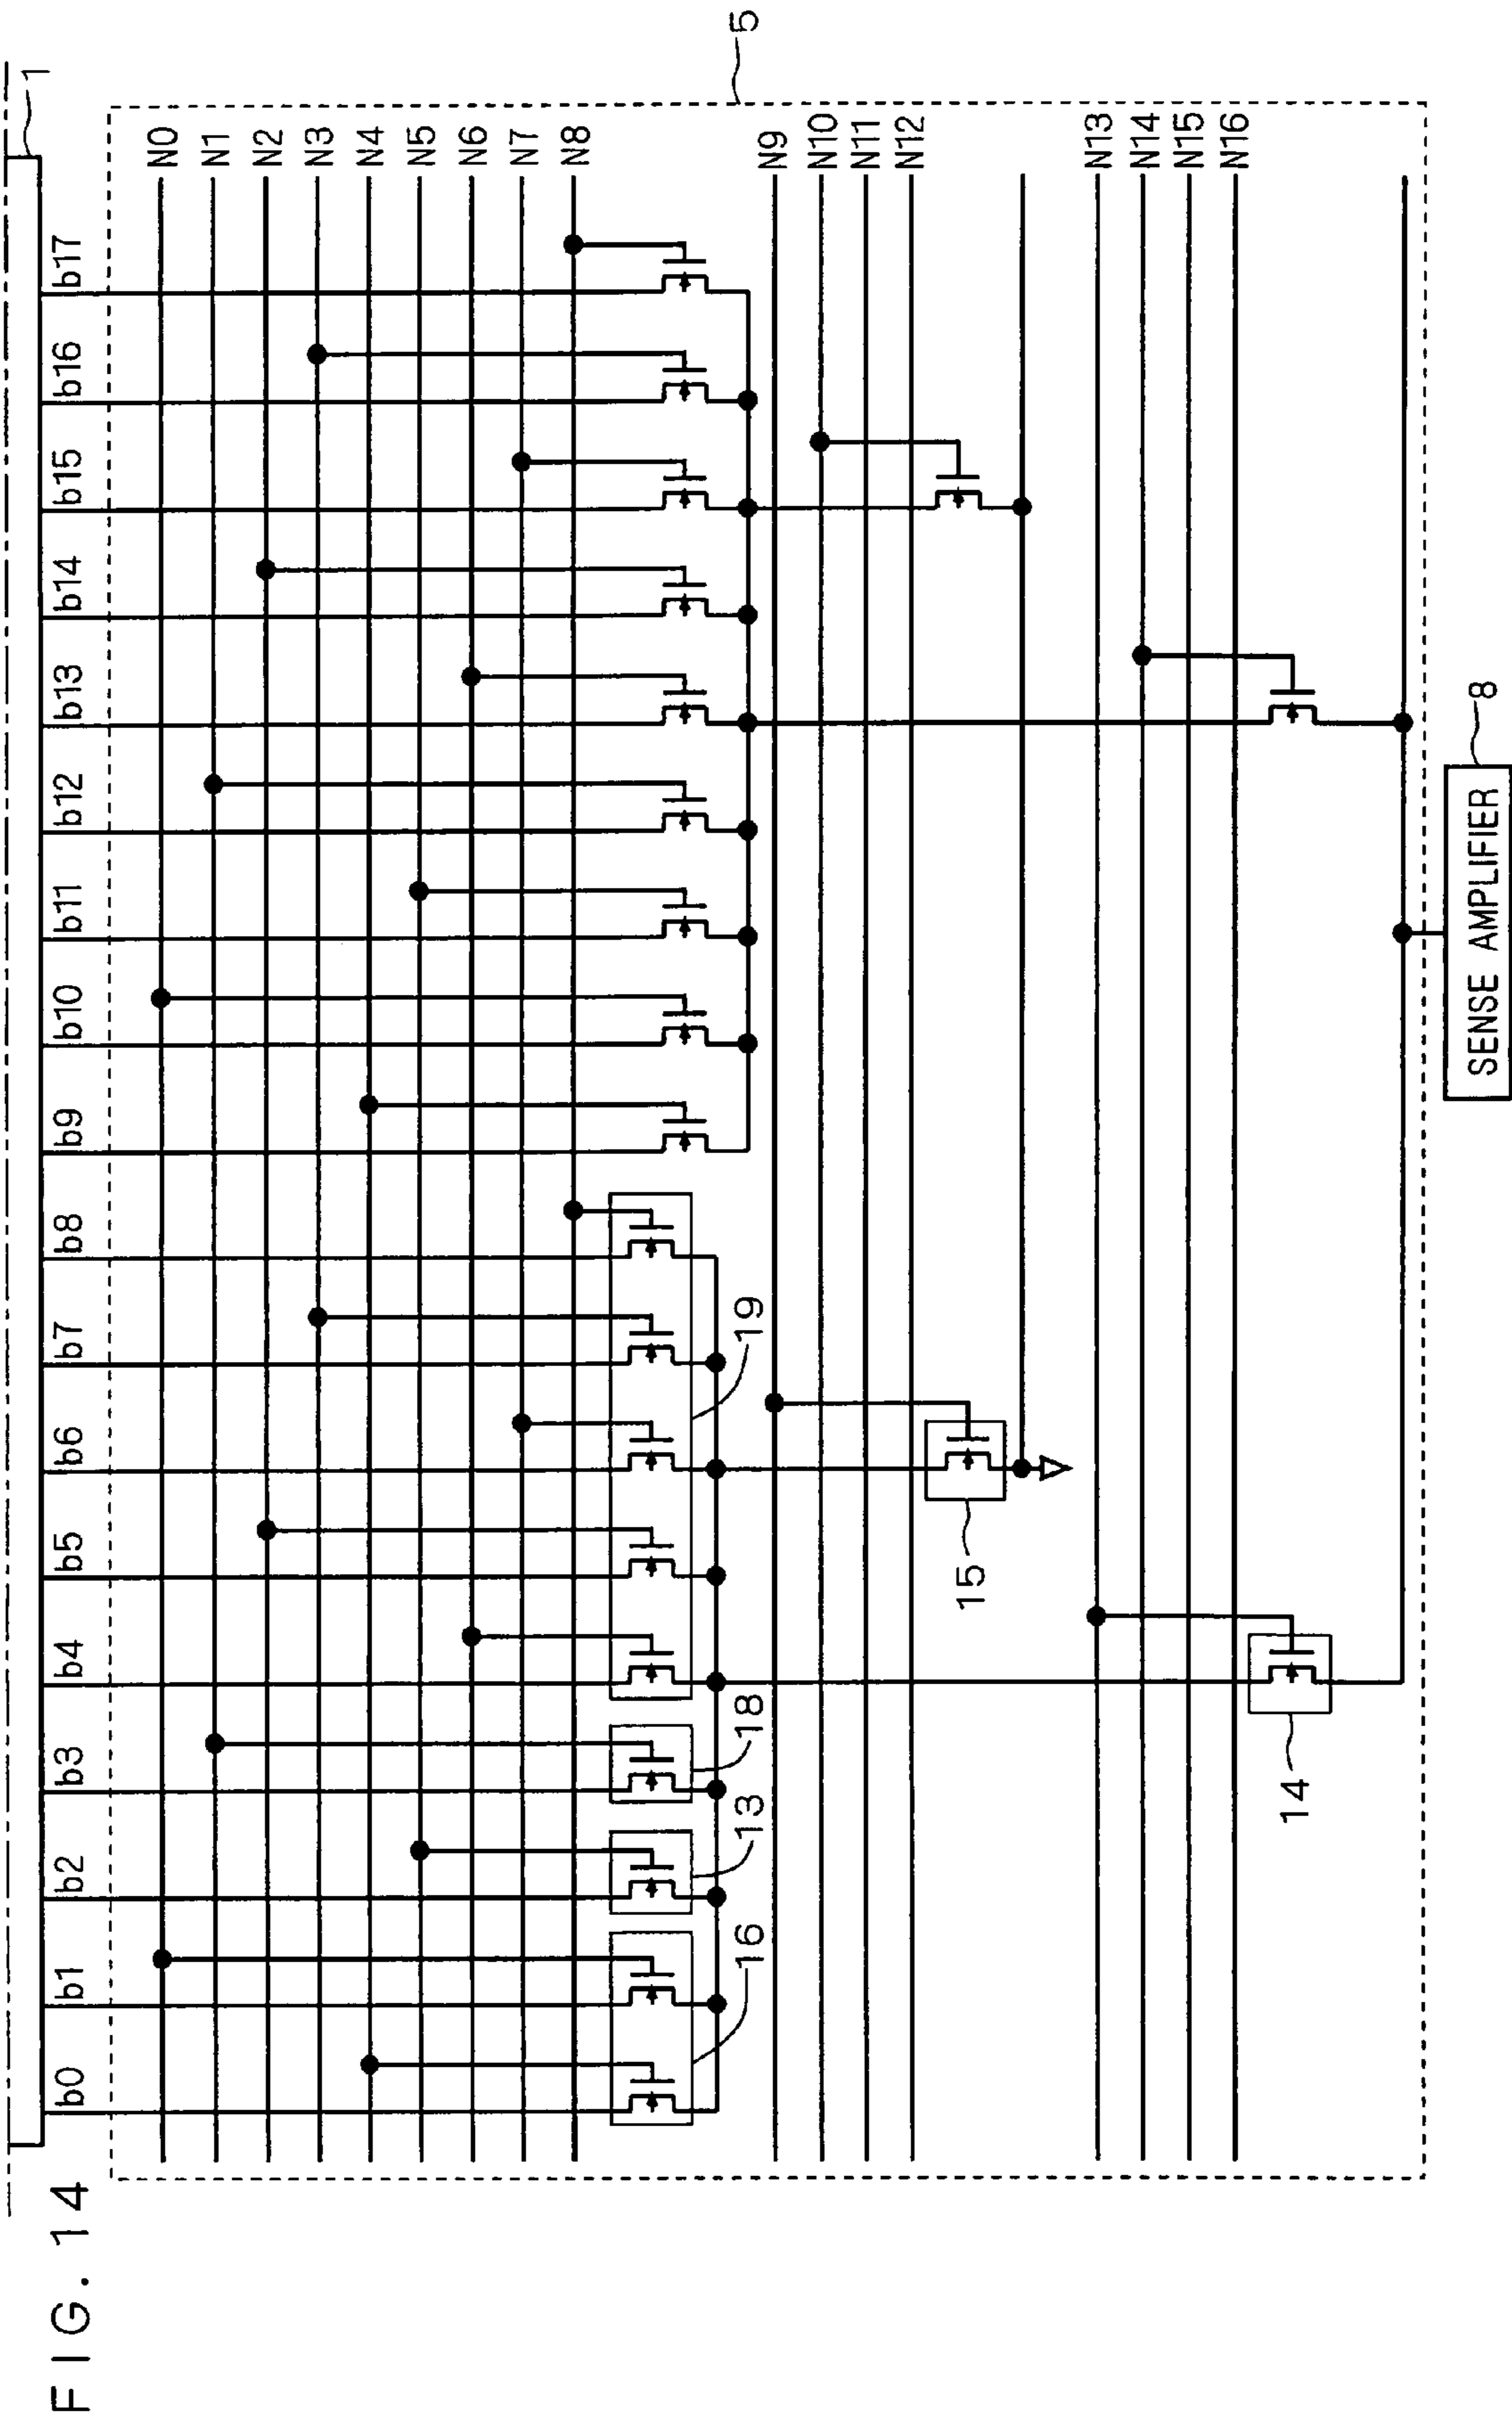 FIG. 14
1
5
b0
b1
b2
b3
b4
b5
b6
b7
b8
b9
b10
b11
b12
b13
b14
b15
b16
b17
N0
N1
N2
N3
N4
N5
N6
N7
N8
16
13
18
19
N9
N10
N11
N12
15
N13
N14
N15
N16
14
SENSE AMPLIFIER
8